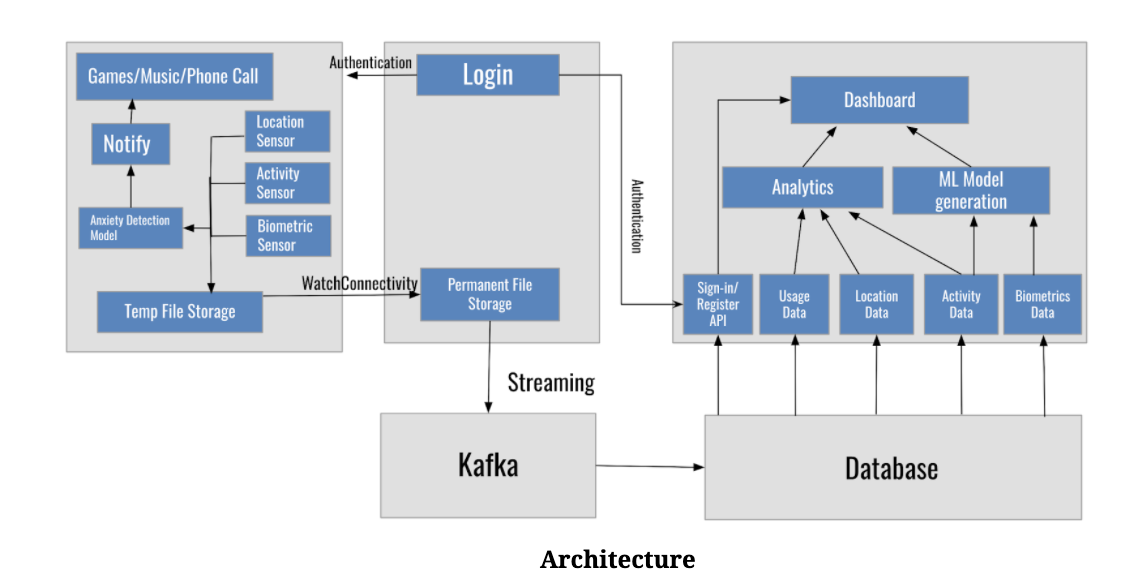 Games/Music/Phone Call
Notify
Anxiety Detection
Model
Location
Sensor
Activity
Sensor
Biometric
Sensor
Temp File Storage
Authentication
Login
WatchConnectivity
Permanent File
Storage
Streaming
Kafka
Authentication
Dashboard
Analytics
ML Model
generation
Sign-in/
Register
API
Usage
Data
Location
Data
Activity
Data
Biometrics
Data
Database
Architecture